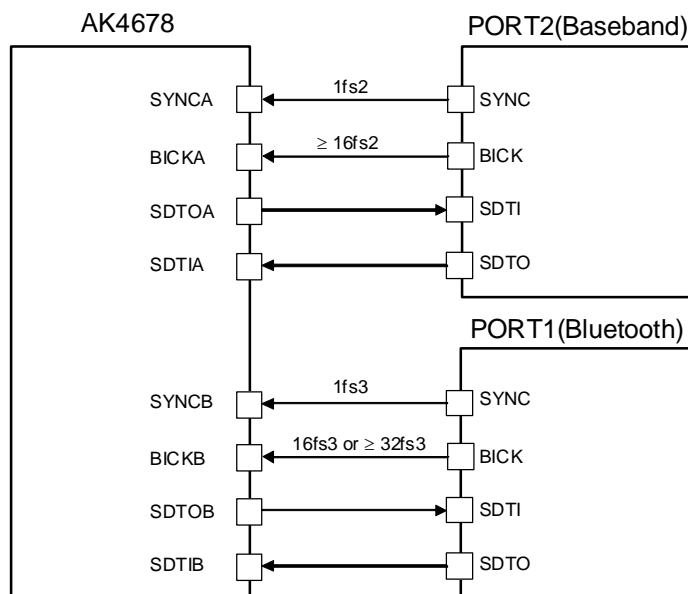 AK4678
PORT2(Baseband)
SYNCA
1fs2
SYNC
BICKA
≥ 16fs2
BICK
SDTOA
SDTI
SDTIA
SDTO
PORT1(Bluetooth)
SYNCB
1fs3
SYNC
BICKB
16fs3 or ≥ 32fs3
BICK
SDTOB
SDTI
SDTIB
SDTO